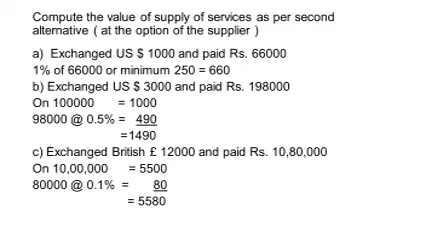 Compute the value of supply of services as per second
alternative ( at the option of the supplier )
a) Exchanged US $ 1000 and paid Rs. 66000
1% of 66000 or minimum 250 = 660
b) Exchanged US $ 3000 and paid Rs. 198000
On 100000 = 1000
98000 @ 0.5% = 490
=1490
c) Exchanged British £ 12000 and paid Rs. 10,80,000
On 10,00,000 = 5500
80000 @ 0.1% = 80
= 5580